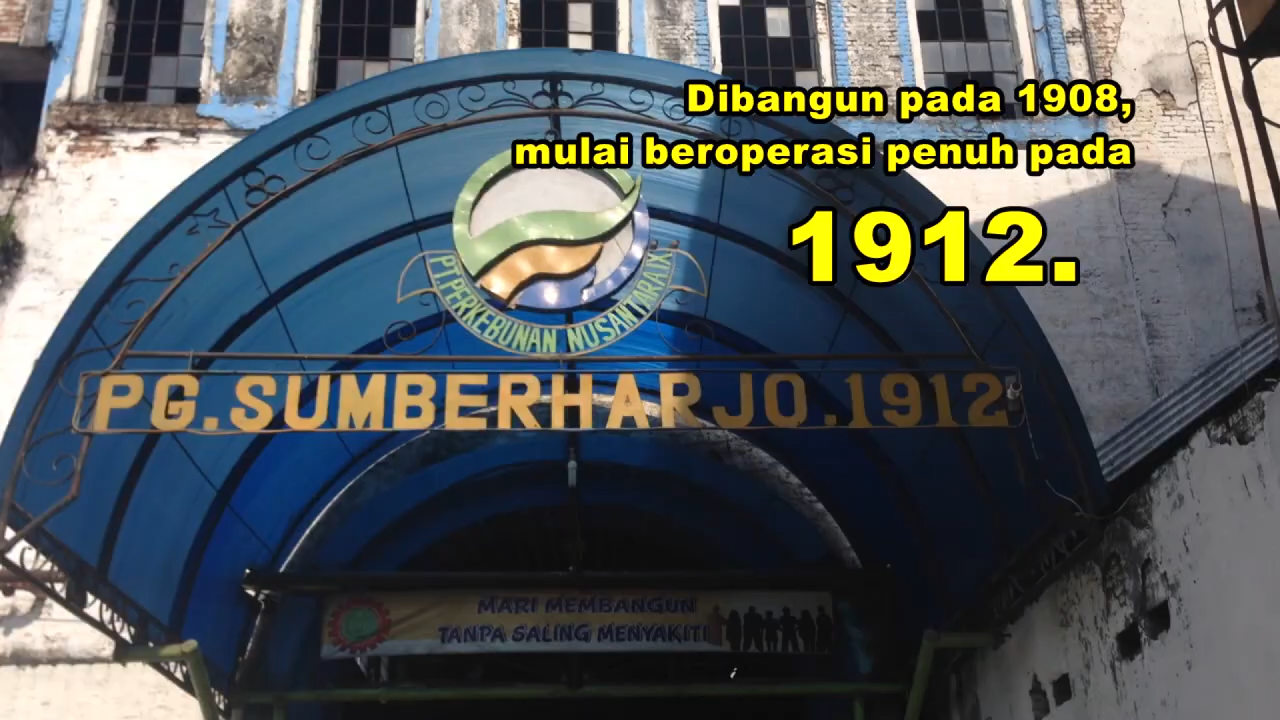 Dibangun pada 1908,
mulai beroperasi penuh pada
1912.
PT.PERKEBUNAN NUSANTARA.IX
PG.SUMBERHARJO.1912
MARI MEMBANGUN
TANPA SALING MENYAKITI